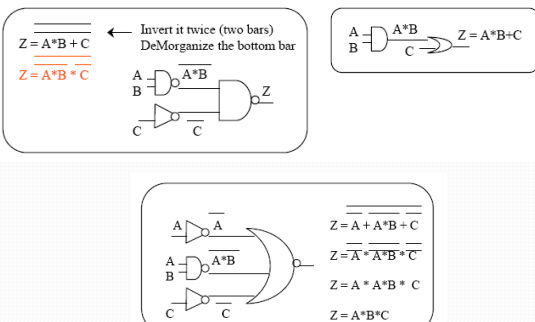 Z = A*B + C
Invert it twice (two bars)
DeMorganize the bottom bar
Z = A*B * C
A
B
A*B
Z
C
C
A
B
A*B
C
Z = A*B+C
A
A
A
B
A*B
C
C
Z = A + A*B + C
Z = A * A*B * C
Z = A * A*B * C
Z = A*B*C